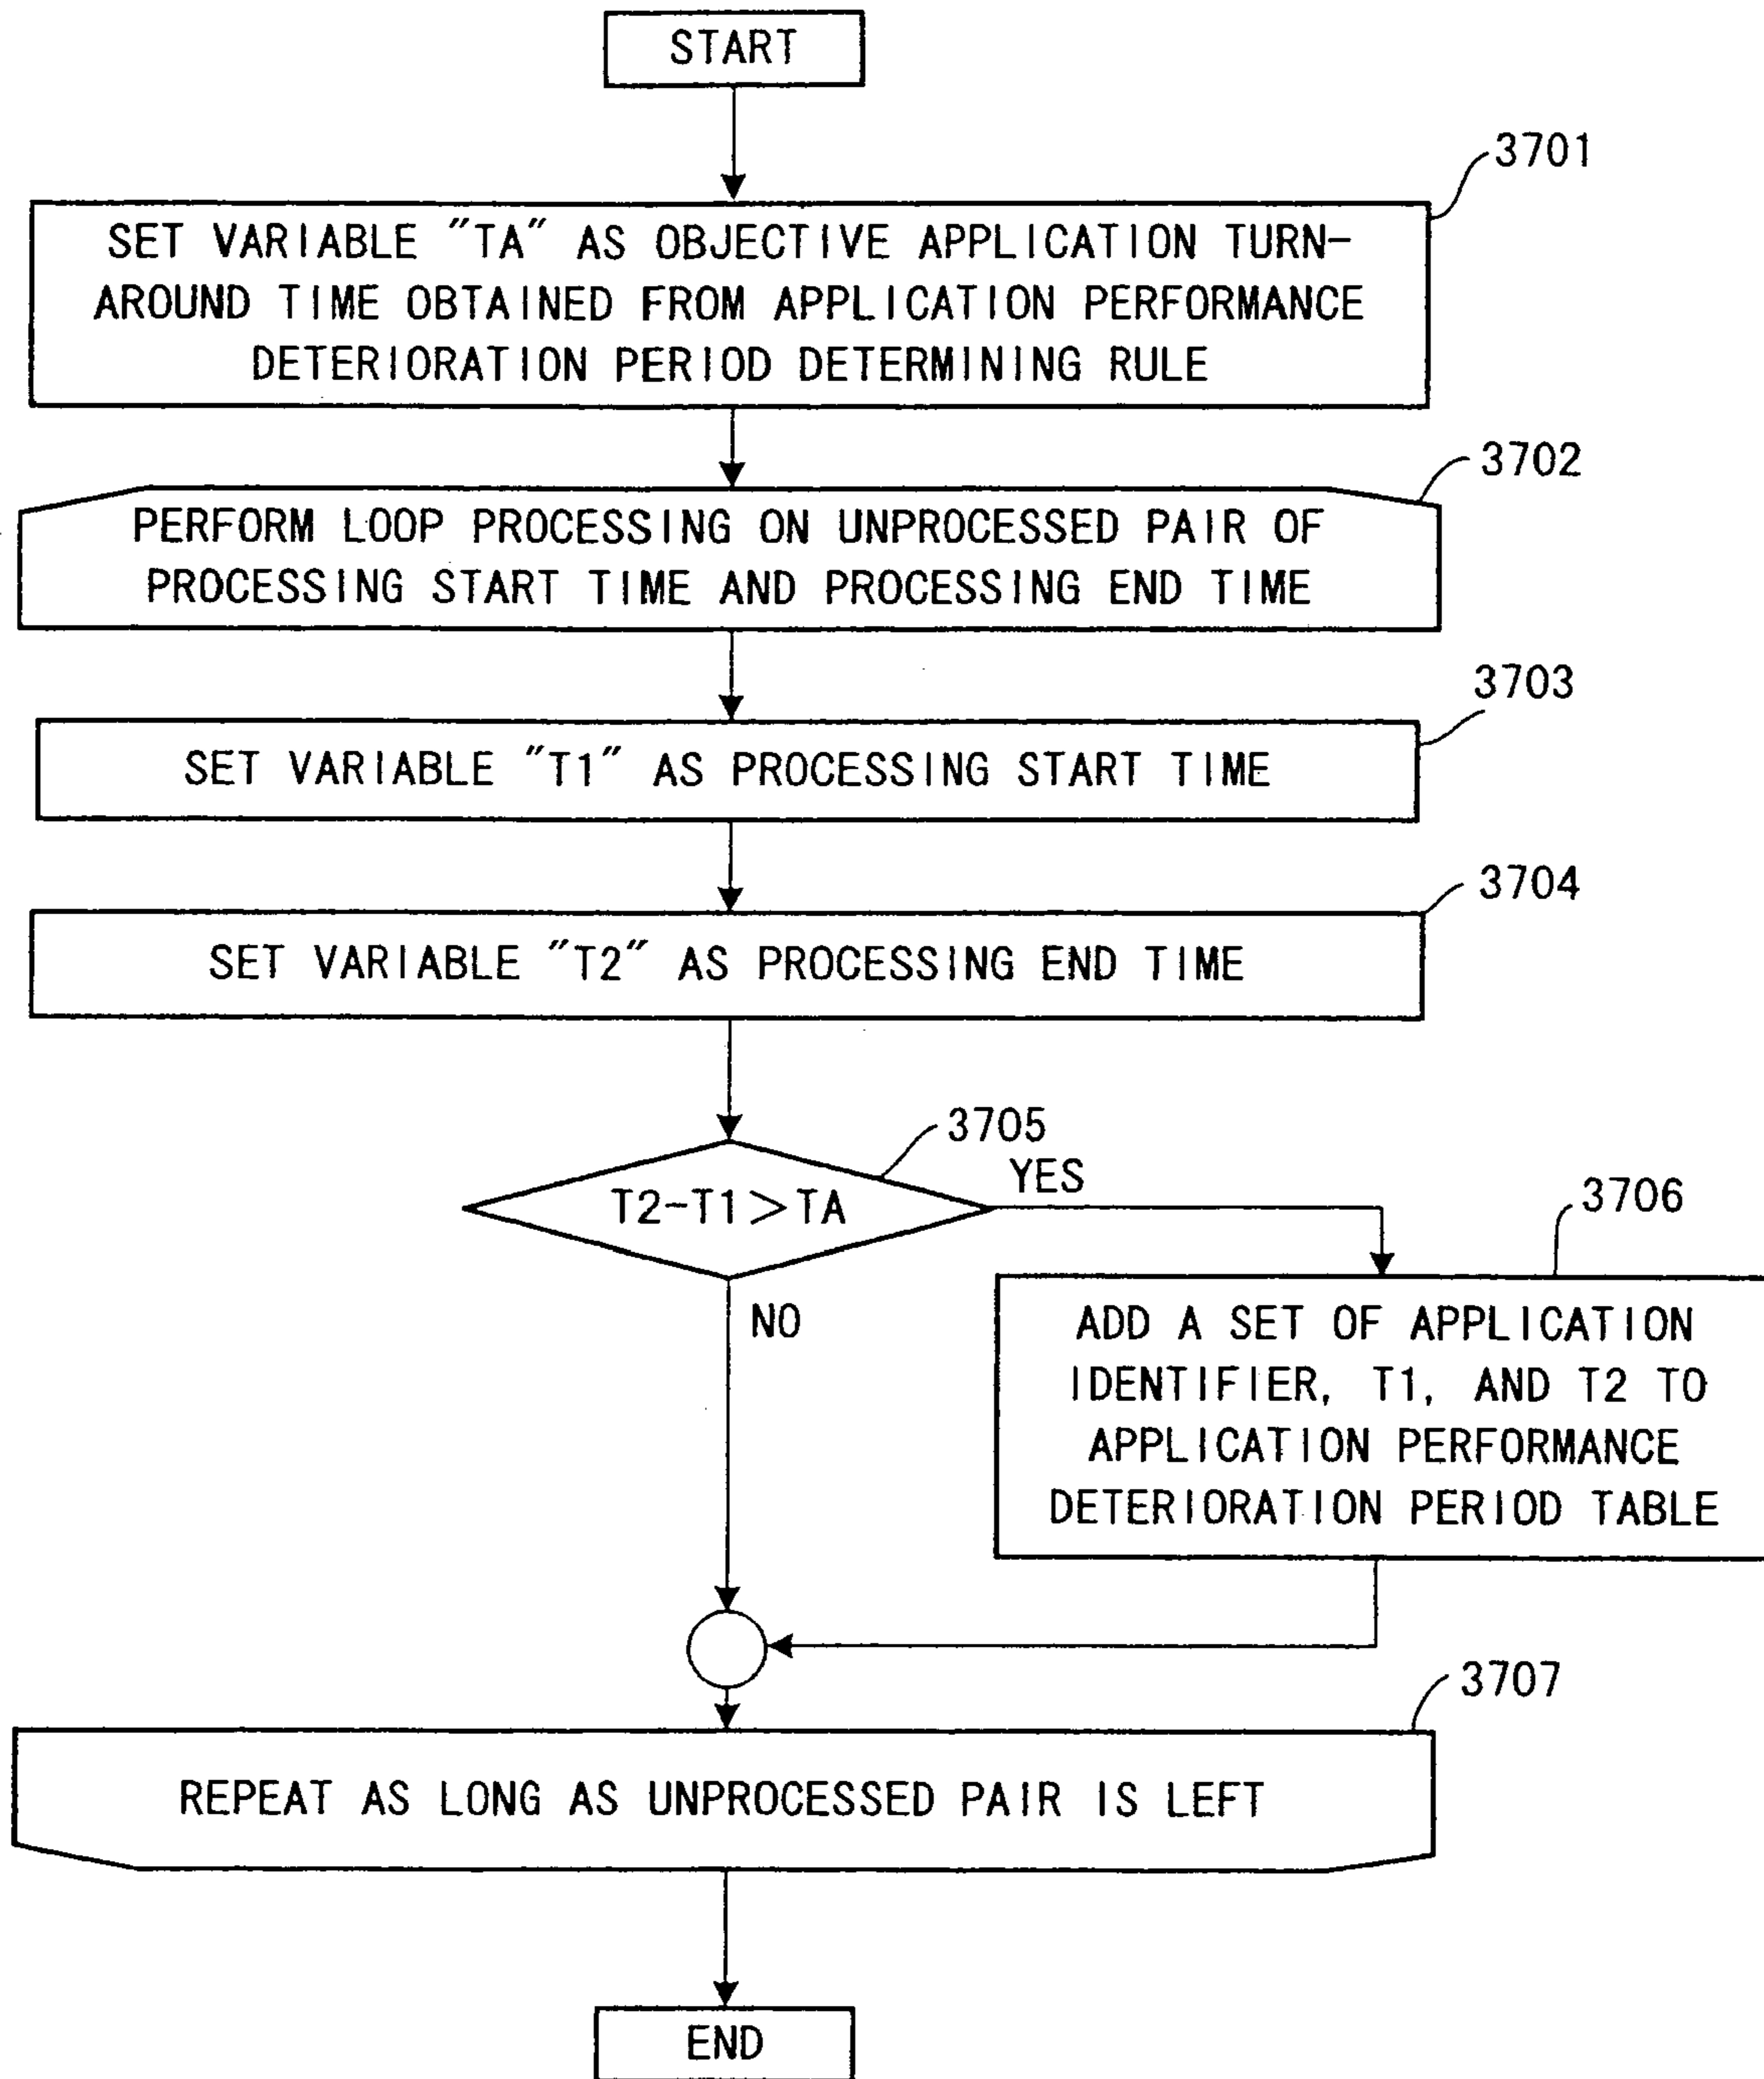 START
3701
SET VARIABLE "TA" AS OBJECTIVE APPLICATION TURN-
AROUND TIME OBTAINED FROM APPLICATION PERFORMANCE
DETERIORATION PERIOD DETERMINING RULE
3702
PERFORM LOOP PROCESSING ON UNPROCESSED PAIR OF
PROCESSING START TIME AND PROCESSING END TIME
3703
SET VARIABLE "T1" AS PROCESSING START TIME
3704
SET VARIABLE "T2" AS PROCESSING END TIME
3705
T2-T1>TA
YES
NO
3706
ADD A SET OF APPLICATION
IDENTIFIER, T1, AND T2 TO
APPLICATION PERFORMANCE
DETERIORATION PERIOD TABLE
3707
REPEAT AS LONG AS UNPROCESSED PAIR IS LEFT
END